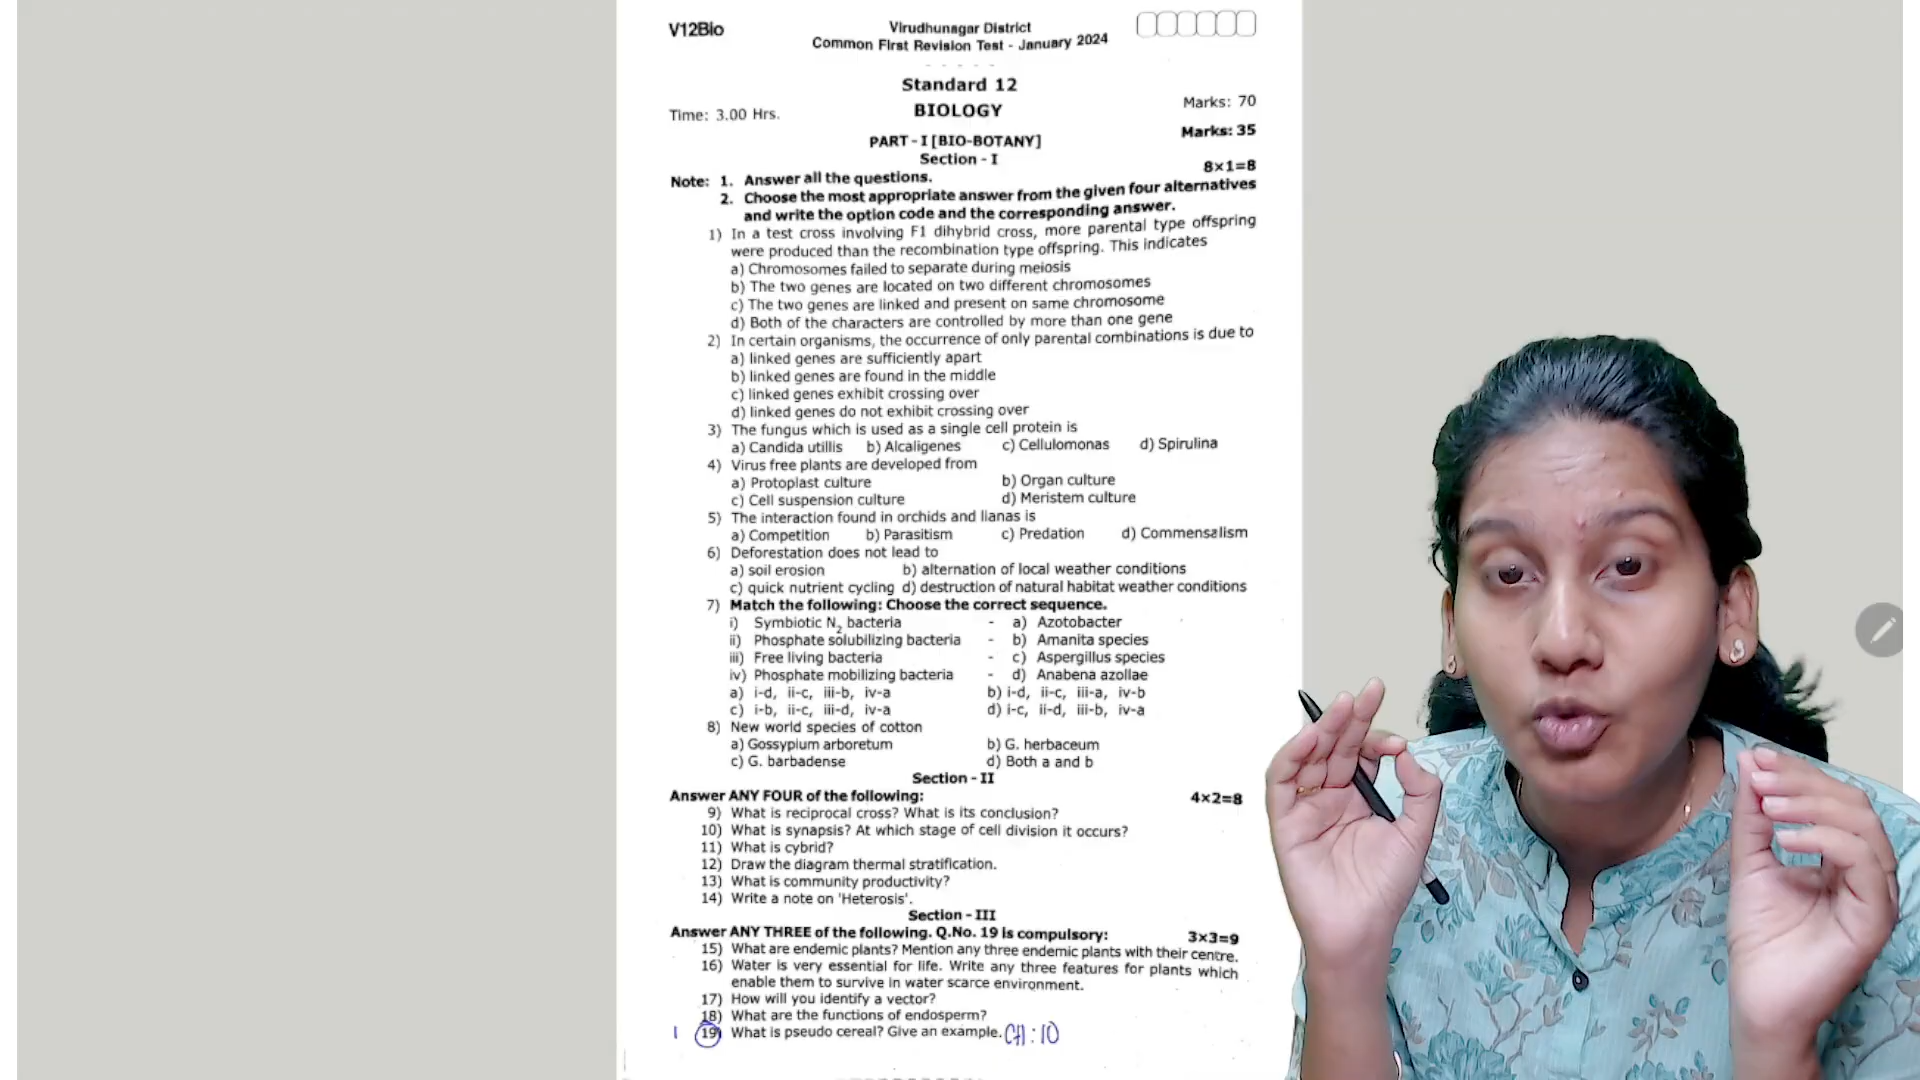 V12Bio
Virudhunagar District
Common First Revision Test - January 2024
Standard 12
Time: 3.00 Hrs.
BIOLOGY
Marks: 70
PART - I [BIO-BOTANY]
Marks: 35
Section - I
8×1=8
Note: 1. Answer all the questions.
2. Choose the most appropriate answer from the given four alternatives
and write the option code and the corresponding answer.
1) In a test cross involving F1 dihybrid cross, more parental type offspring
were produced than the recombination type offspring. This indicates
a) Chromosomes failed to separate during meiosis
b) The two genes are located on two different chromosomes
c) The two genes are linked and present on same chromosome
d) Both of the characters are controlled by more than one gene
2) In certain organisms, the occurrence of only parental combinations is due to
a) linked genes are sufficiently apart
b) linked genes are found in the middle
c) linked genes exhibit crossing over
d) linked genes do not exhibit crossing over
3) The fungus which is used as a single cell protein is
a) Candida utillis b) Alcaligenes c) Cellulomonas d) Spirulina
4) Virus free plants are developed from
a) Protoplast culture b) Organ culture
c) Cell suspension culture d) Meristem culture
5) The interaction found in orchids and lianas is
a) Competition b) Parasitism c) Predation d) Commensalism
6) Deforestation does not lead to
a) soil erosion b) alternation of local weather conditions
c) quick nutrient cycling d) destruction of natural habitat weather conditions
7) Match the following: Choose the correct sequence.
i) Symbiotic N2 bacteria - a) Azotobacter
ii) Phosphate solubilizing bacteria - b) Amanita species
iii) Free living bacteria - c) Aspergillus species
iv) Phosphate mobilizing bacteria - d) Anabena azollae
a) i-d, ii-c, iii-b, iv-a b) i-d, ii-c, iii-a, iv-b
c) i-b, ii-c, iii-d, iv-a d) i-c, ii-d, iii-b, iv-a
8) New world species of cotton
a) Gossypium arboretum b) G. herbaceum
c) G. barbadense d) Both a and b
Section - II
Answer ANY FOUR of the following: 4×2=8
9) What is reciprocal cross? What is its conclusion?
10) What is synapsis? At which stage of cell division it occurs?
11) What is cybrid?
12) Draw the diagram thermal stratification.
13) What is community productivity?
14) Write a note on 'Heterosis'.
Section - III
Answer ANY THREE of the following. Q.No. 19 is compulsory: 3×3=9
15) What are endemic plants? Mention any three endemic plants with their centre.
16) Water is very essential for life. Write any three features for plants which
enable them to survive in water scarce environment.
17) How will you identify a vector?
18) What are the functions of endosperm?
1 19) What is pseudo cereal? Give an example. CH : 10